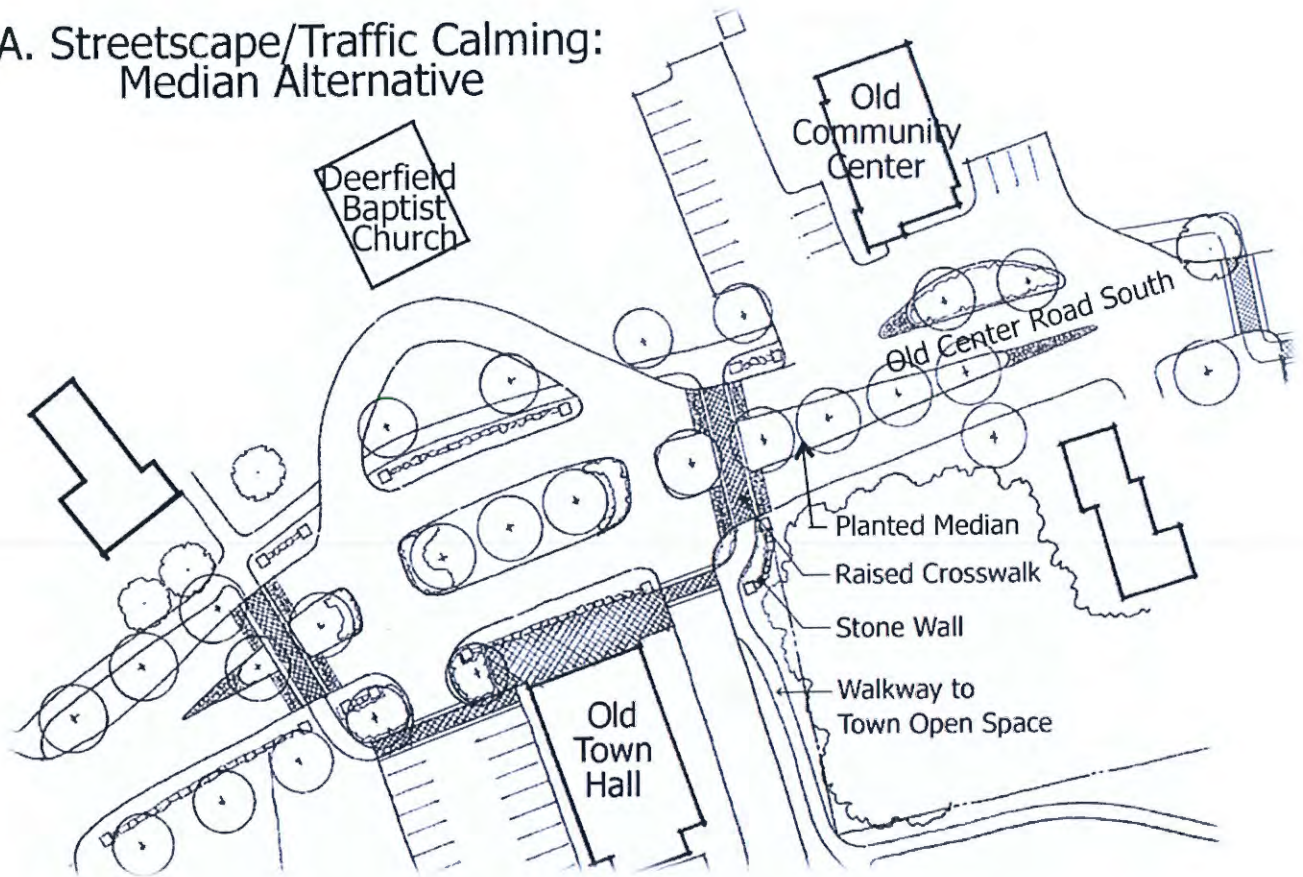 A. Streetscape/Traffic Calming:
Median Alternative
Old
Community
Center
Deerfield
Baptist
Church
Old Center Road South
Planted Median
Raised Crosswalk
Stone Wall
Walkway to
Town Open Space
Old
Town
Hall